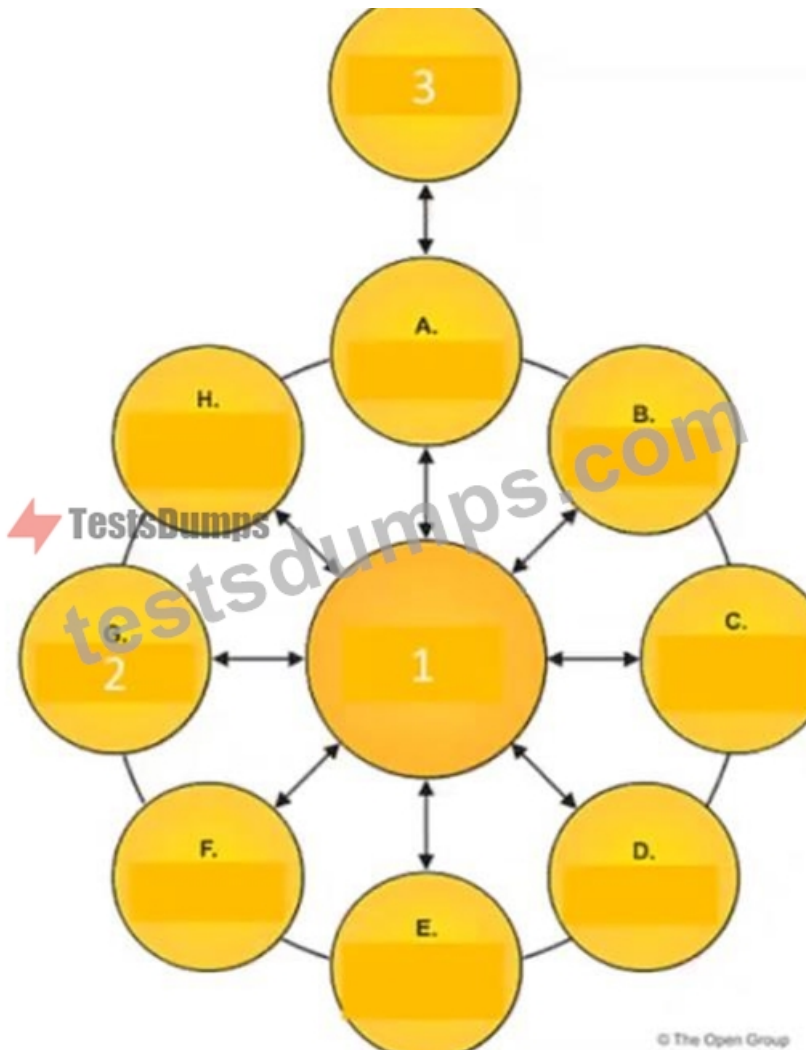 3
A.
H.
B.
TestsDumps
testsdumps.com
G.
2
1
C.
F.
D.
E.
© The Open Group